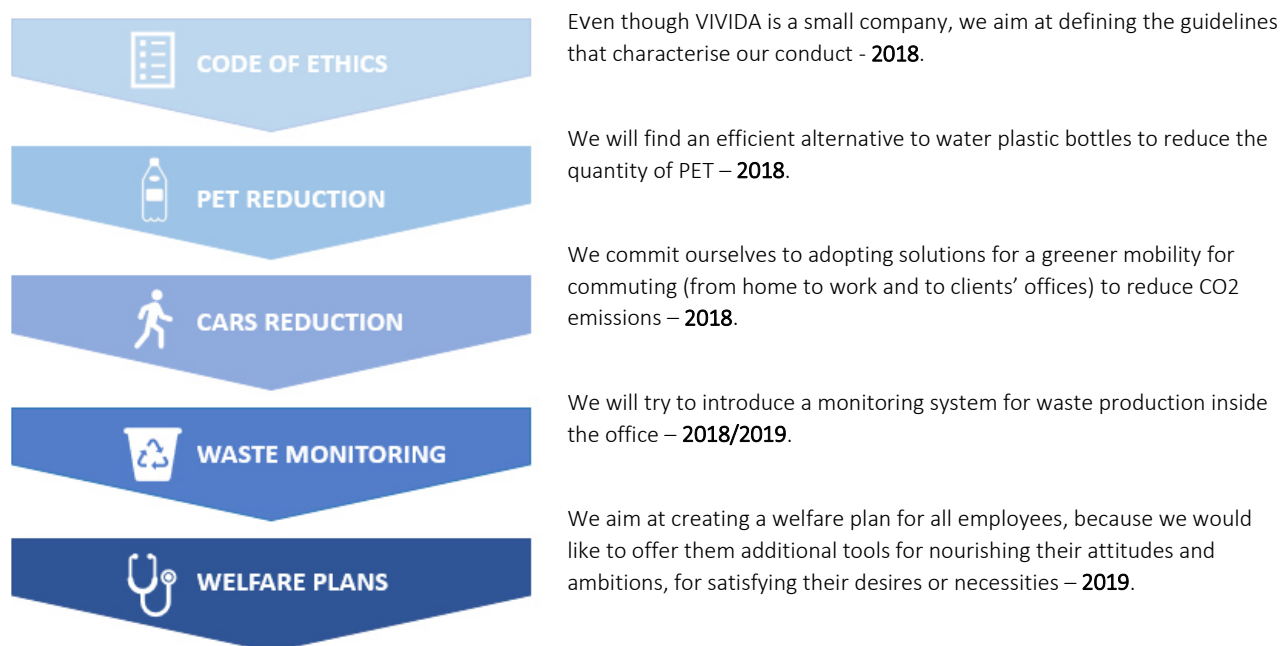 CODE OF ETHICS
Even though VIVIDA is a small company, we aim at defining the guidelines
that characterise our conduct - 2018.
PET REDUCTION
We will find an efficient alternative to water plastic bottles to reduce the
quantity of PET – 2018.
CARS REDUCTION
We commit ourselves to adopting solutions for a greener mobility for
commuting (from home to work and to clients’ offices) to reduce CO2
emissions – 2018.
WASTE MONITORING
We will try to introduce a monitoring system for waste production inside
the office – 2018/2019.
WELFARE PLANS
We aim at creating a welfare plan for all employees, because we would
like to offer them additional tools for nourishing their attitudes and
ambitions, for satisfying their desires or necessities – 2019.